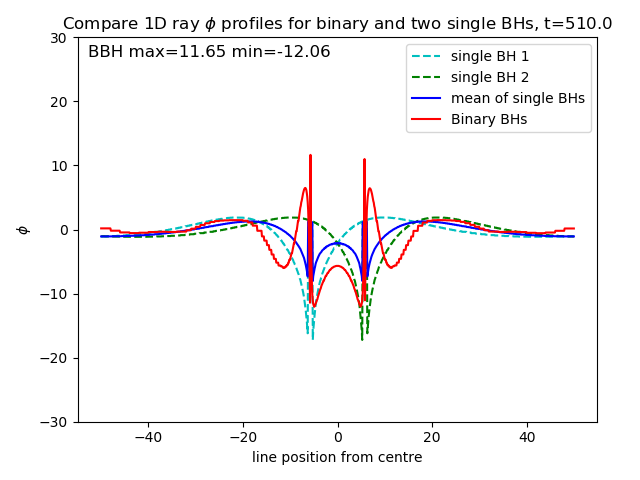 Compare 1D ray ϕ profiles for binary and two single BHs, t=510.0
BBH max=11.65 min=-12.06
single BH 1
single BH 2
mean of single BHs
Binary BHs
30
20
10
0
−10
−20
−30
ϕ
−40
−20
0
20
40
line position from centre